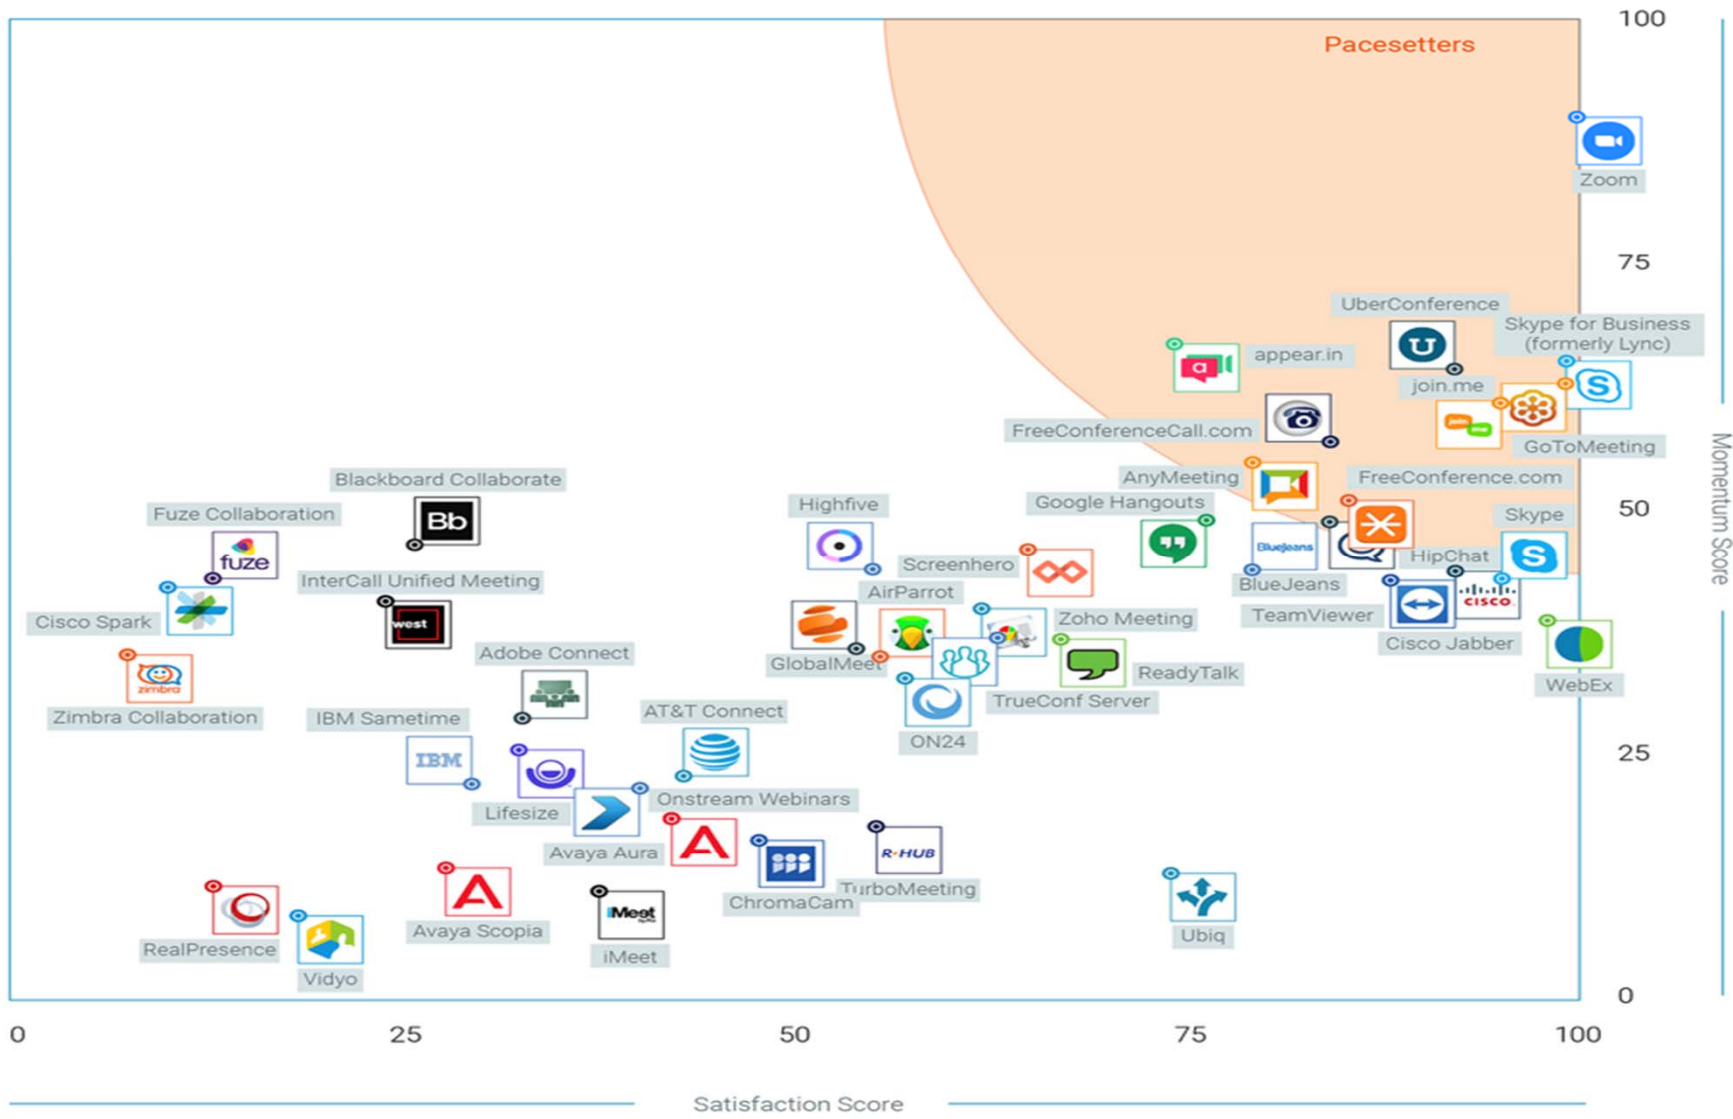 100
Pacesetters
Zoom
75
UberConference
Skype for Business
(formerly Lync)
appear.in
join.me
join
me
FreeConferenceCall.com
GoToMeeting
AnyMeeting
FreeConference.com
Blackboard Collaborate
Bb
Highfive
Google Hangouts
50
Skype
Fuze Collaboration
fuze
BlueJeans
HipChat
Screenhero
InterCall Unified Meeting
west
BlueJeans
AirParrot
Cisco Spark
Zoho Meeting
TeamViewer
CISCO
Cisco Jabber
Adobe Connect
GlobalMeet
ReadyTalk
zimbra
WebEx
TrueConf Server
Zimbra Collaboration
IBM Sametime
AT&T Connect
ON24
IBM
25
Onstream Webinars
Lifesize
Avaya Aura
R-HUB
TurboMeeting
ChromaCam
iMeet
Avaya Scopia
Ubiq
RealPresence
iMeet
Vidyo
0
0
25
50
75
100
Satisfaction Score
Momentum Score